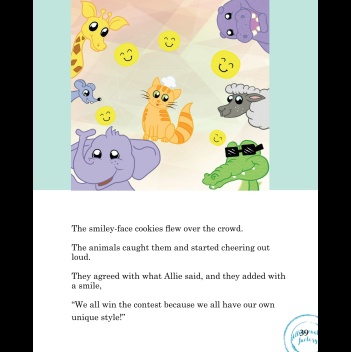 The smiley-face cookies flew over the crowd.
The animals caught them and started cheering out
loud.
They agreed with what Allie said, and they added with
a smile,
“We all win the contest because we all have our own
unique style!”
39
factory